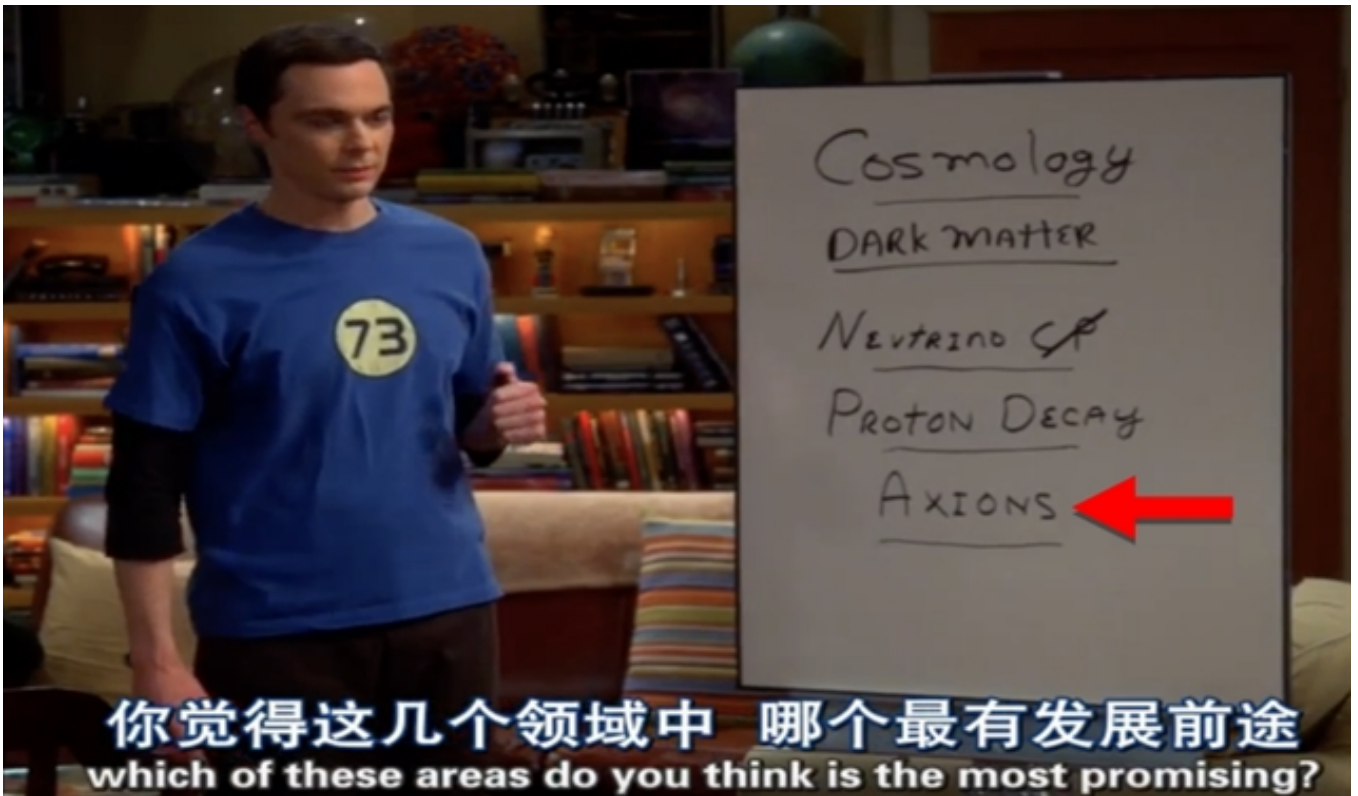 73
Cosmology
DARK MATTER
NEUTRINO CP
PROTON DECAY
AXIONS
你觉得这几个领域中 哪个最有发展前途
which of these areas do you think is the most promising?